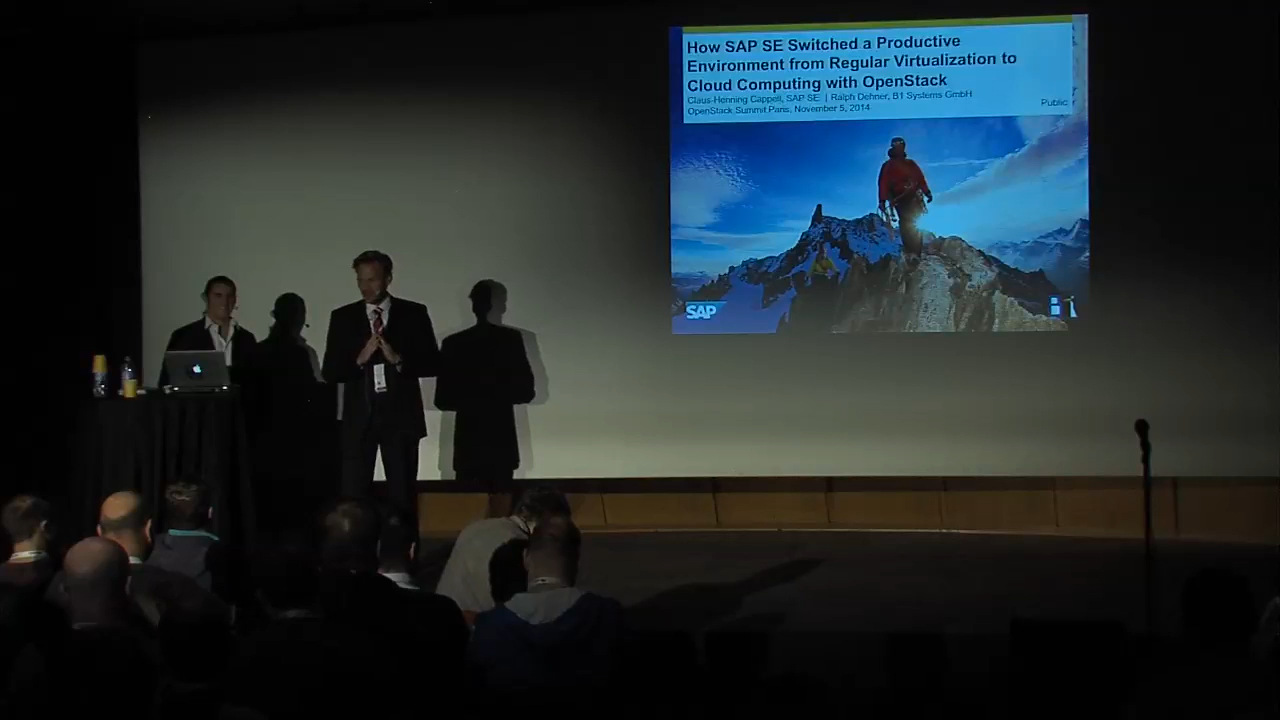 How SAP SE Switched a Productive
Environment from Regular Virtualization to
Cloud Computing with OpenStack
Claus-Henning Cappell, SAP SE | Ralph Dehner, B1 Systems GmbH
OpenStack Summit Paris, November 5, 2014
Public
SAP